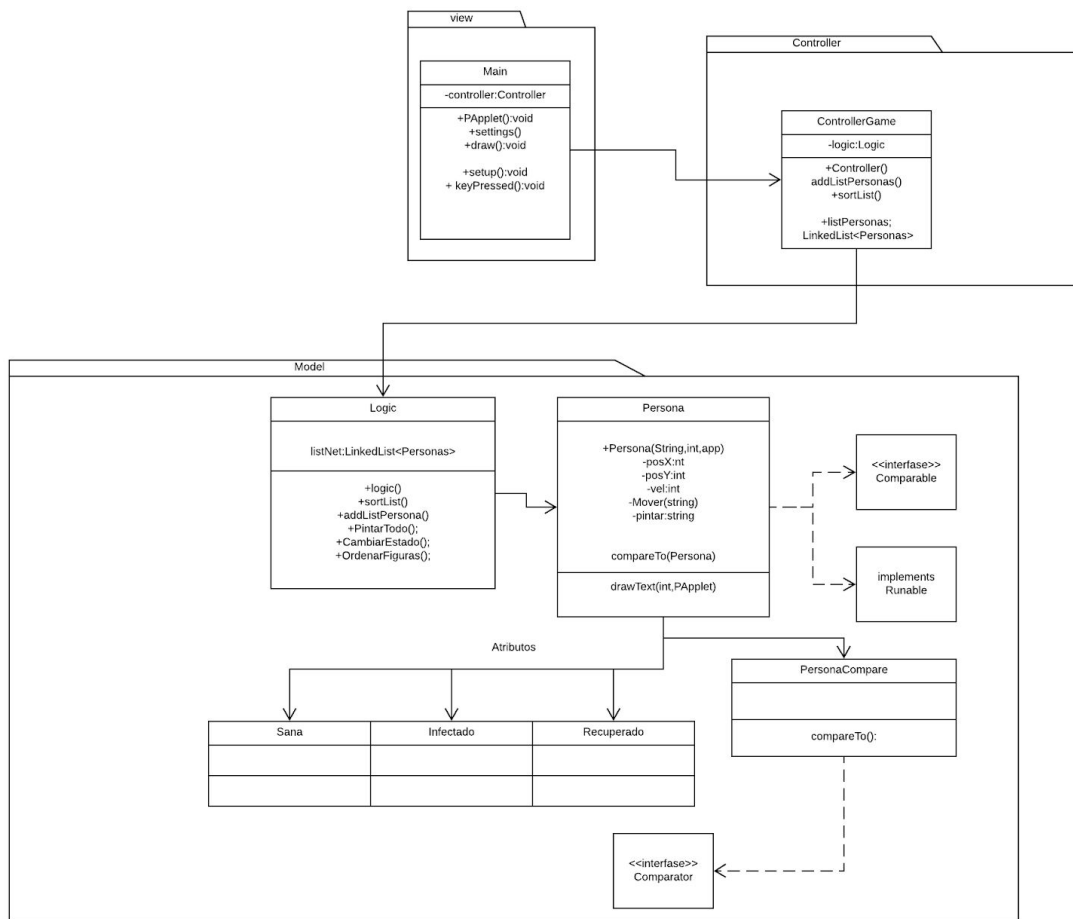 view
Main
-controller:Controller
+PApplet():void
+settings()
+draw():void
+setup():void
+ keyPressed():void
Controller
ControllerGame
-logic:Logic
+Controller()
addListPersonas()
+sortList()
+listPersonas;
LinkedList<Personas>
Model
Logic
listNet:LinkedList<Personas>
+logic()
+sortList()
+addListPersona()
+PintarTodo();
+CambiarEstado();
+OrdenarFiguras();
Persona
+Persona(String,int,app)
-posX:nt
-posY:int
-vel:int
-Mover(string)
-pintar:string
compareTo(Persona)
drawText(int,PApplet)
<<interfase>>
Comparable
implements
Runable
Atributos
Sana
Infectado
Recuperado
PersonaCompare
compareTo():
<<interfase>>
Comparator